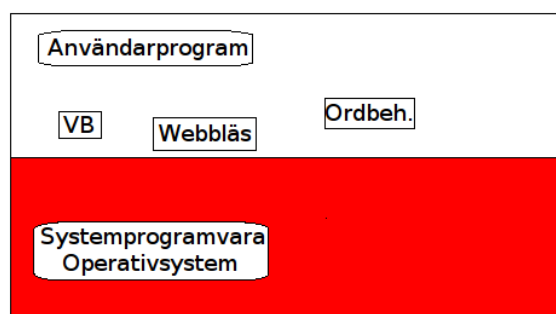 Användarprogram
Ordbeh.
VB
Webbläs
Systemprogramvara
Operativsystem